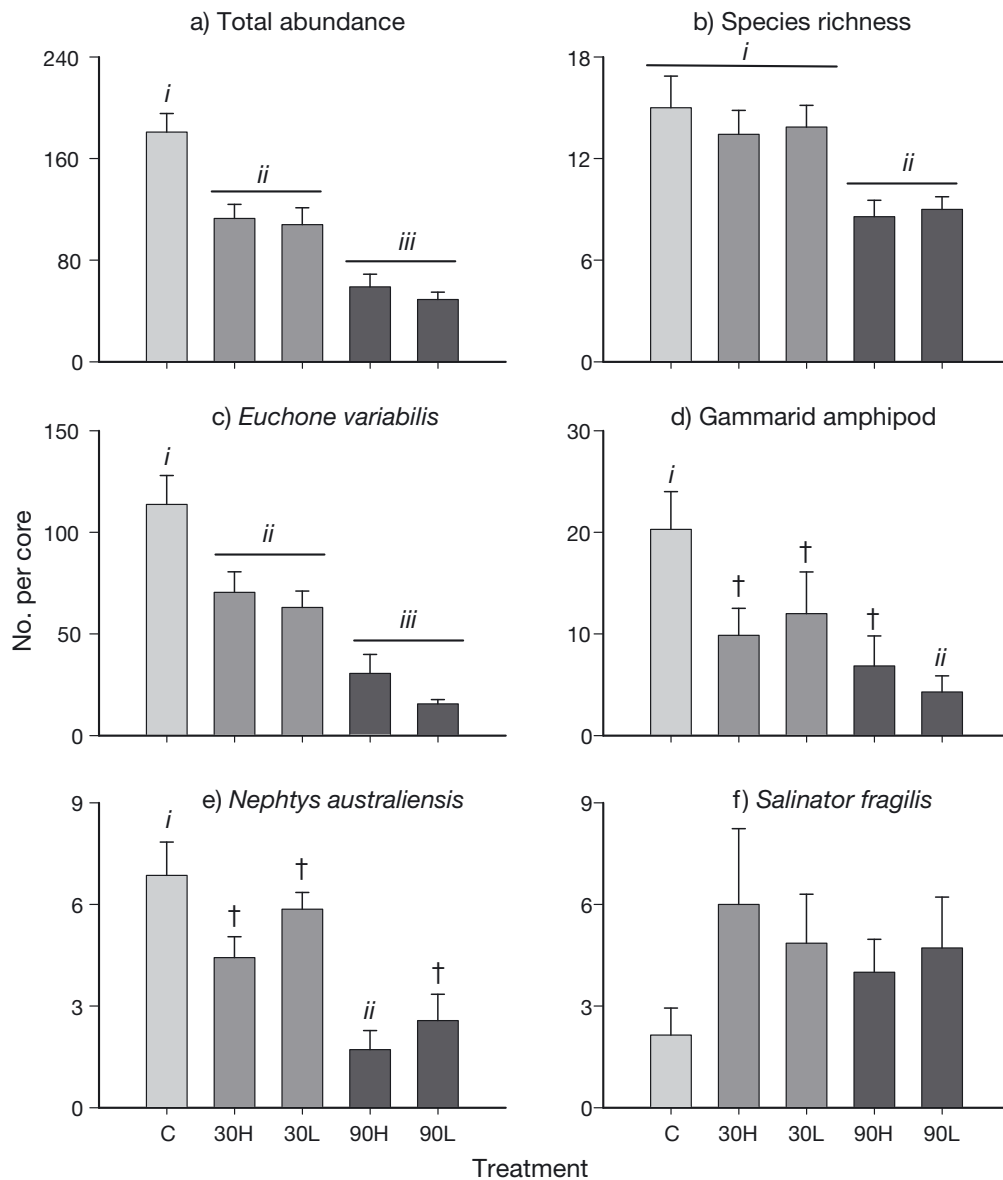 a) Total abundance
240
160
80
0
i
ii
iii
b) Species richness
18
12
6
0
i
ii
c) Euchone variabilis
150
100
50
0
i
ii
iii
d) Gammarid amphipod
30
20
10
0
i
†
†
†
ii
No. per core
e) Nephtys australiensis
9
6
3
0
i
†
†
ii
†
C 30H 30L 90H 90L
f) Salinator fragilis
9
6
3
0
C 30H 30L 90H 90L
Treatment